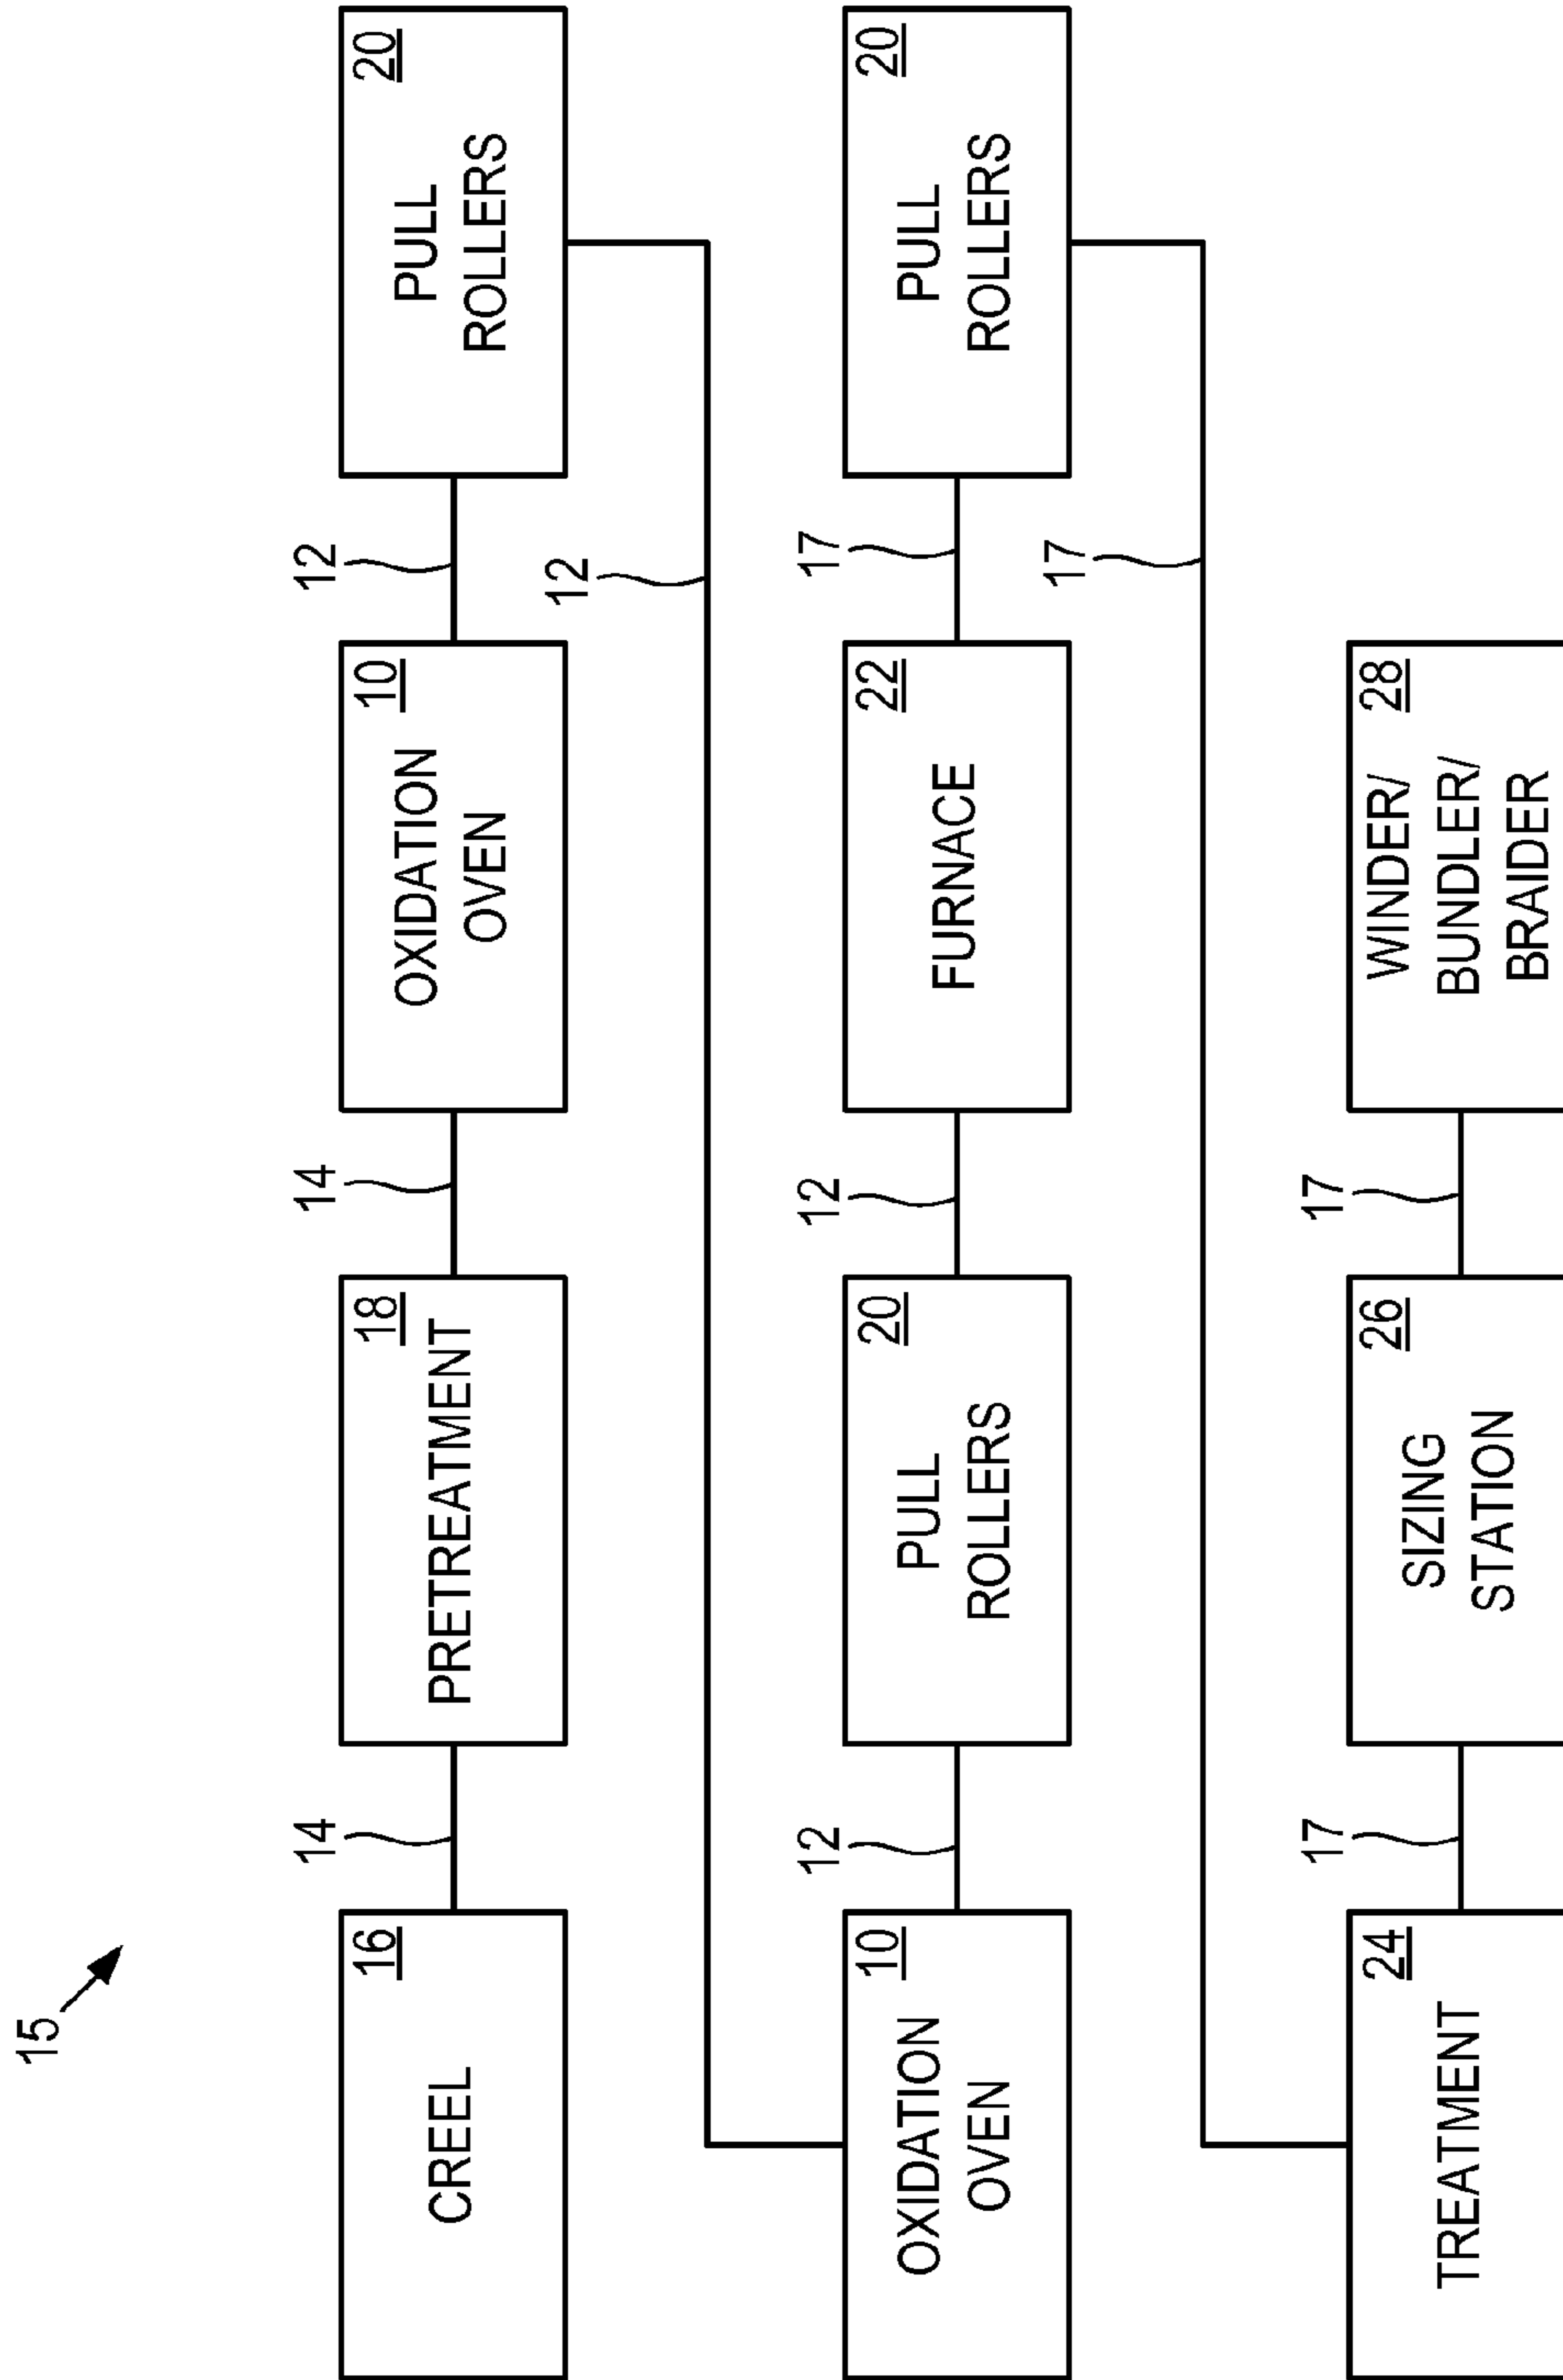 15
14
14
12
CREEL
16
PRETREATMENT
18
OXIDATION
OVEN
10
PULL
ROLLERS
20
12
12
12
17
OXIDATION
OVEN
10
PULL
ROLLERS
20
FURNACE
22
PULL
ROLLERS
20
17
17
17
TREATMENT
24
SIZING
STATION
26
WINDER/
BUNDLER/
BRAIDER
28